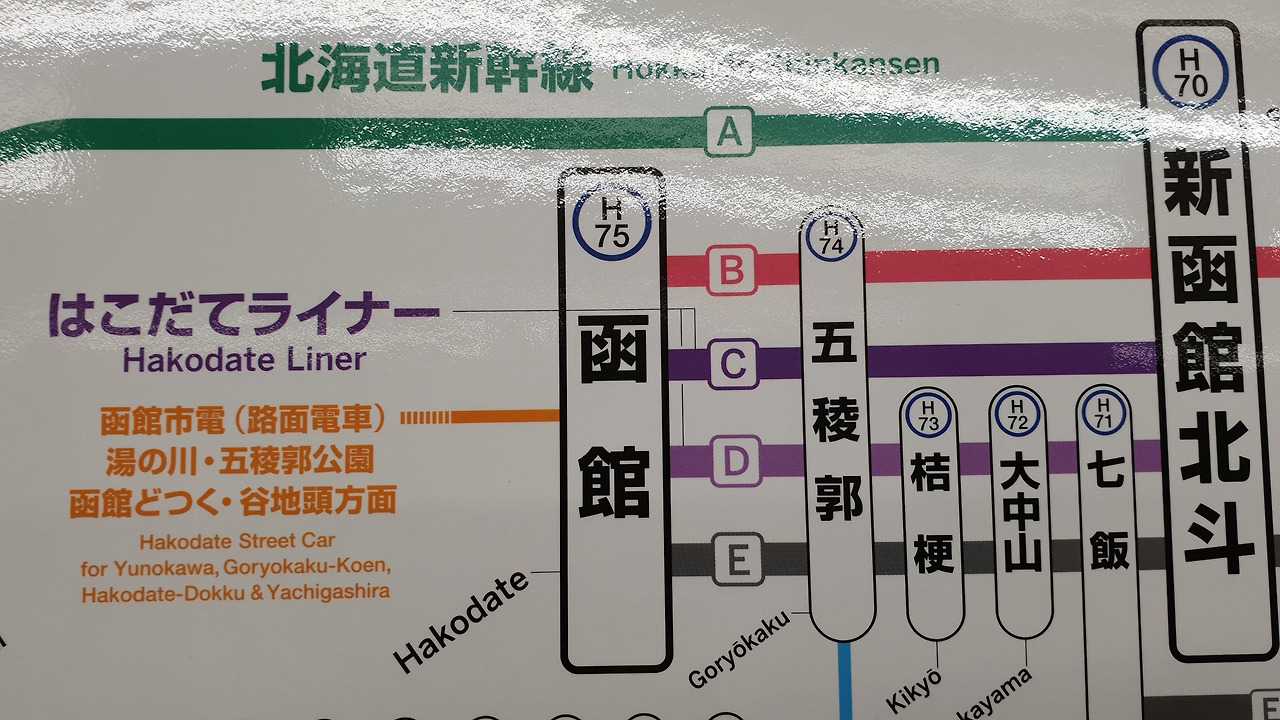 北海道新幹線
Hokkaido Shinkansen
A
H
70
新函館北斗
H
75
函館
B
H
74
五稜郭
はこだてライナー
Hakodate Liner
C
函館市電（路面電車）
湯の川・五稜郭公園
函館どつく・谷地頭方面
Hakodate Street Car
for Yunokawa, Goryokaku-Koen,
Hakodate-Dokku & Yachigashira
D
H
73
桔梗
H
72
大中山
H
71
七飯
E
Hakodate
Goryōkaku
Kikyō
kayama